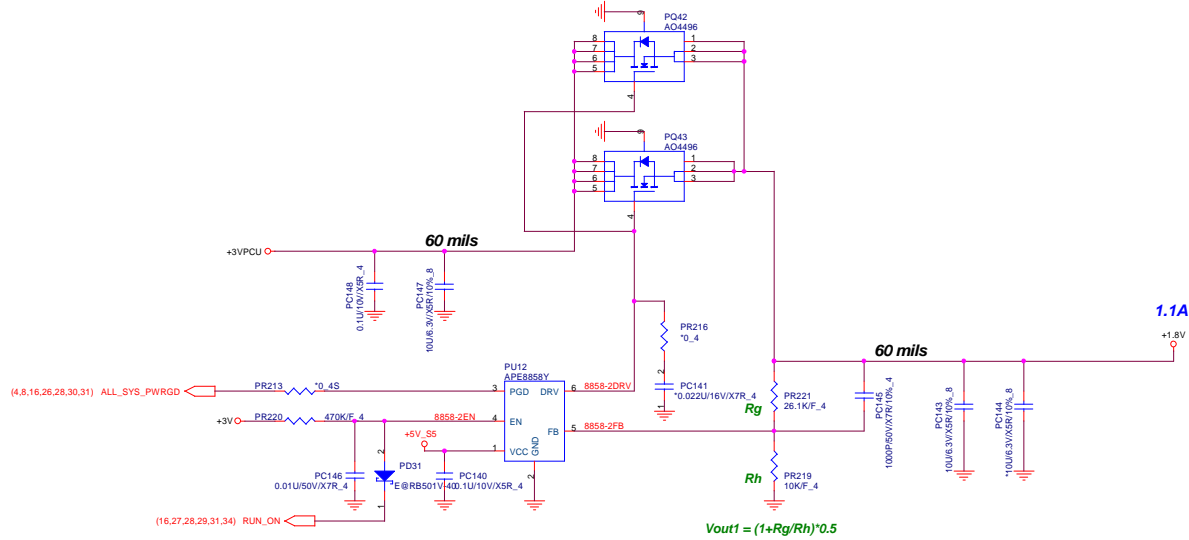 PQ42
AO4496
9
8
7
6
5
1
2
3
4
PQ43
AO4496
9
8
7
6
5
1
2
3
4
+3VPCU
60 mils
PC148
0.1U/10V/X5R_4
PC147
10U/6.3V/X5R/10%_8
PR216
*0_4
2
PC141
*0.022U/16V/X7R_4
1
1.1A
+1.8V
60 mils
PU12
APE8858Y
(4,8,16,26,28,30,31) ALL_SYS_PWRGD
PR213
*0_4S
3
PGD
DRV
6
8858-2DRV
+3V
PR220
470K/F_4
8858-2EN
4
EN
FB
5
8858-2FB
+5V_S5
1
VCC
GND
2
Rg
PR221
26.1K/F_4
PC145
1000P/50V/X7R/10%_4
PC143
10U/6.3V/X5R/10%_8
PC144
*10U/6.3V/X5R/10%_8
Rh
PR219
10K/F_4
PC146
0.01U/50V/X7R_4
2
PD31
E@RB501V-40
1
PC140
0.1U/10V/X5R_4
(16,27,28,29,31,34) RUN_ON
Vout1 = (1+Rg/Rh)*0.5